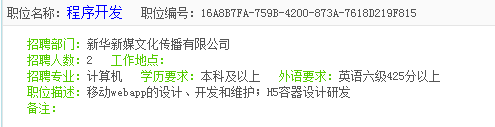 职位名称：程序开发 职位编号：16A8B7FA-759B-4200-873A-7618D219F815
招聘部门：新华新媒文化传播有限公司
招聘人数：2 工作地点：
招聘专业：计算机 学历要求：本科及以上 外语要求：英语六级425分以上
职位描述：移动webapp的设计、开发和维护；H5容器设计研发
备注：